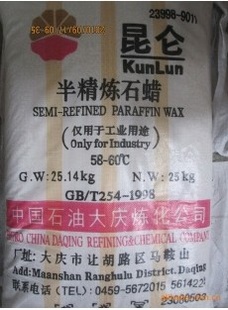 23998-9011
昆仑
KunLun
半精炼石蜡
SEMI-REFINED PARAFFIN WAX
(仅用于工业用途)
Only for Industry
58-60℃
G.W:25.14kg N.W:25kg
GB/T254-1998
中国石油大庆炼化公司
CHINA DAQING REFINING&CHEMICAL COMPANY
厂址:大庆市让胡路区马鞍山
Add:Maanshan Ranghulu District.Daqing
联系电话(TEL)0459-5672015
23080503